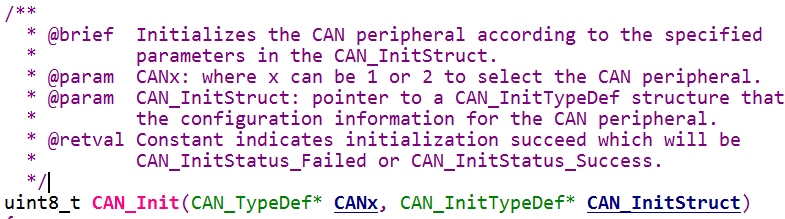 /**
  * @brief  Initializes the CAN peripheral according to the specified
  *         parameters in the CAN_InitStruct.
  * @param  CANx: where x can be 1 or 2 to select the CAN peripheral.
  * @param  CAN_InitStruct: pointer to a CAN_InitTypeDef structure that
  *         the configuration information for the CAN peripheral.
  * @retval Constant indicates initialization succeed which will be
  *         CAN_InitStatus_Failed or CAN_InitStatus_Success.
  */
uint8_t CAN_Init(CAN_TypeDef* CANx, CAN_InitTypeDef* CAN_InitStruct)